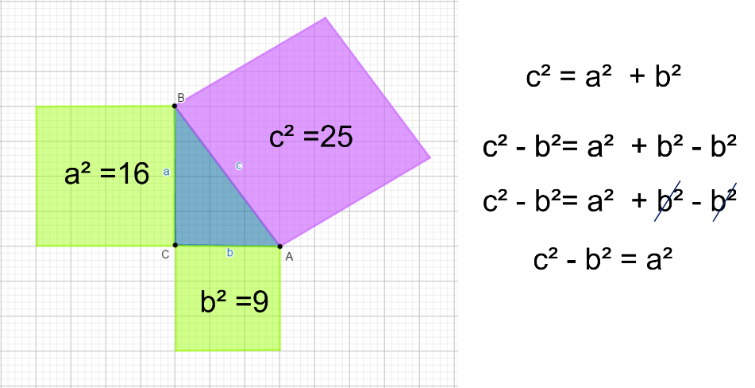 B
c² =25
a² =16
a
c
C
b
A
b² =9
c² = a² + b²
c² - b²= a² + b² - b²
c² - b²= a² + b² - b²
c² - b² = a²